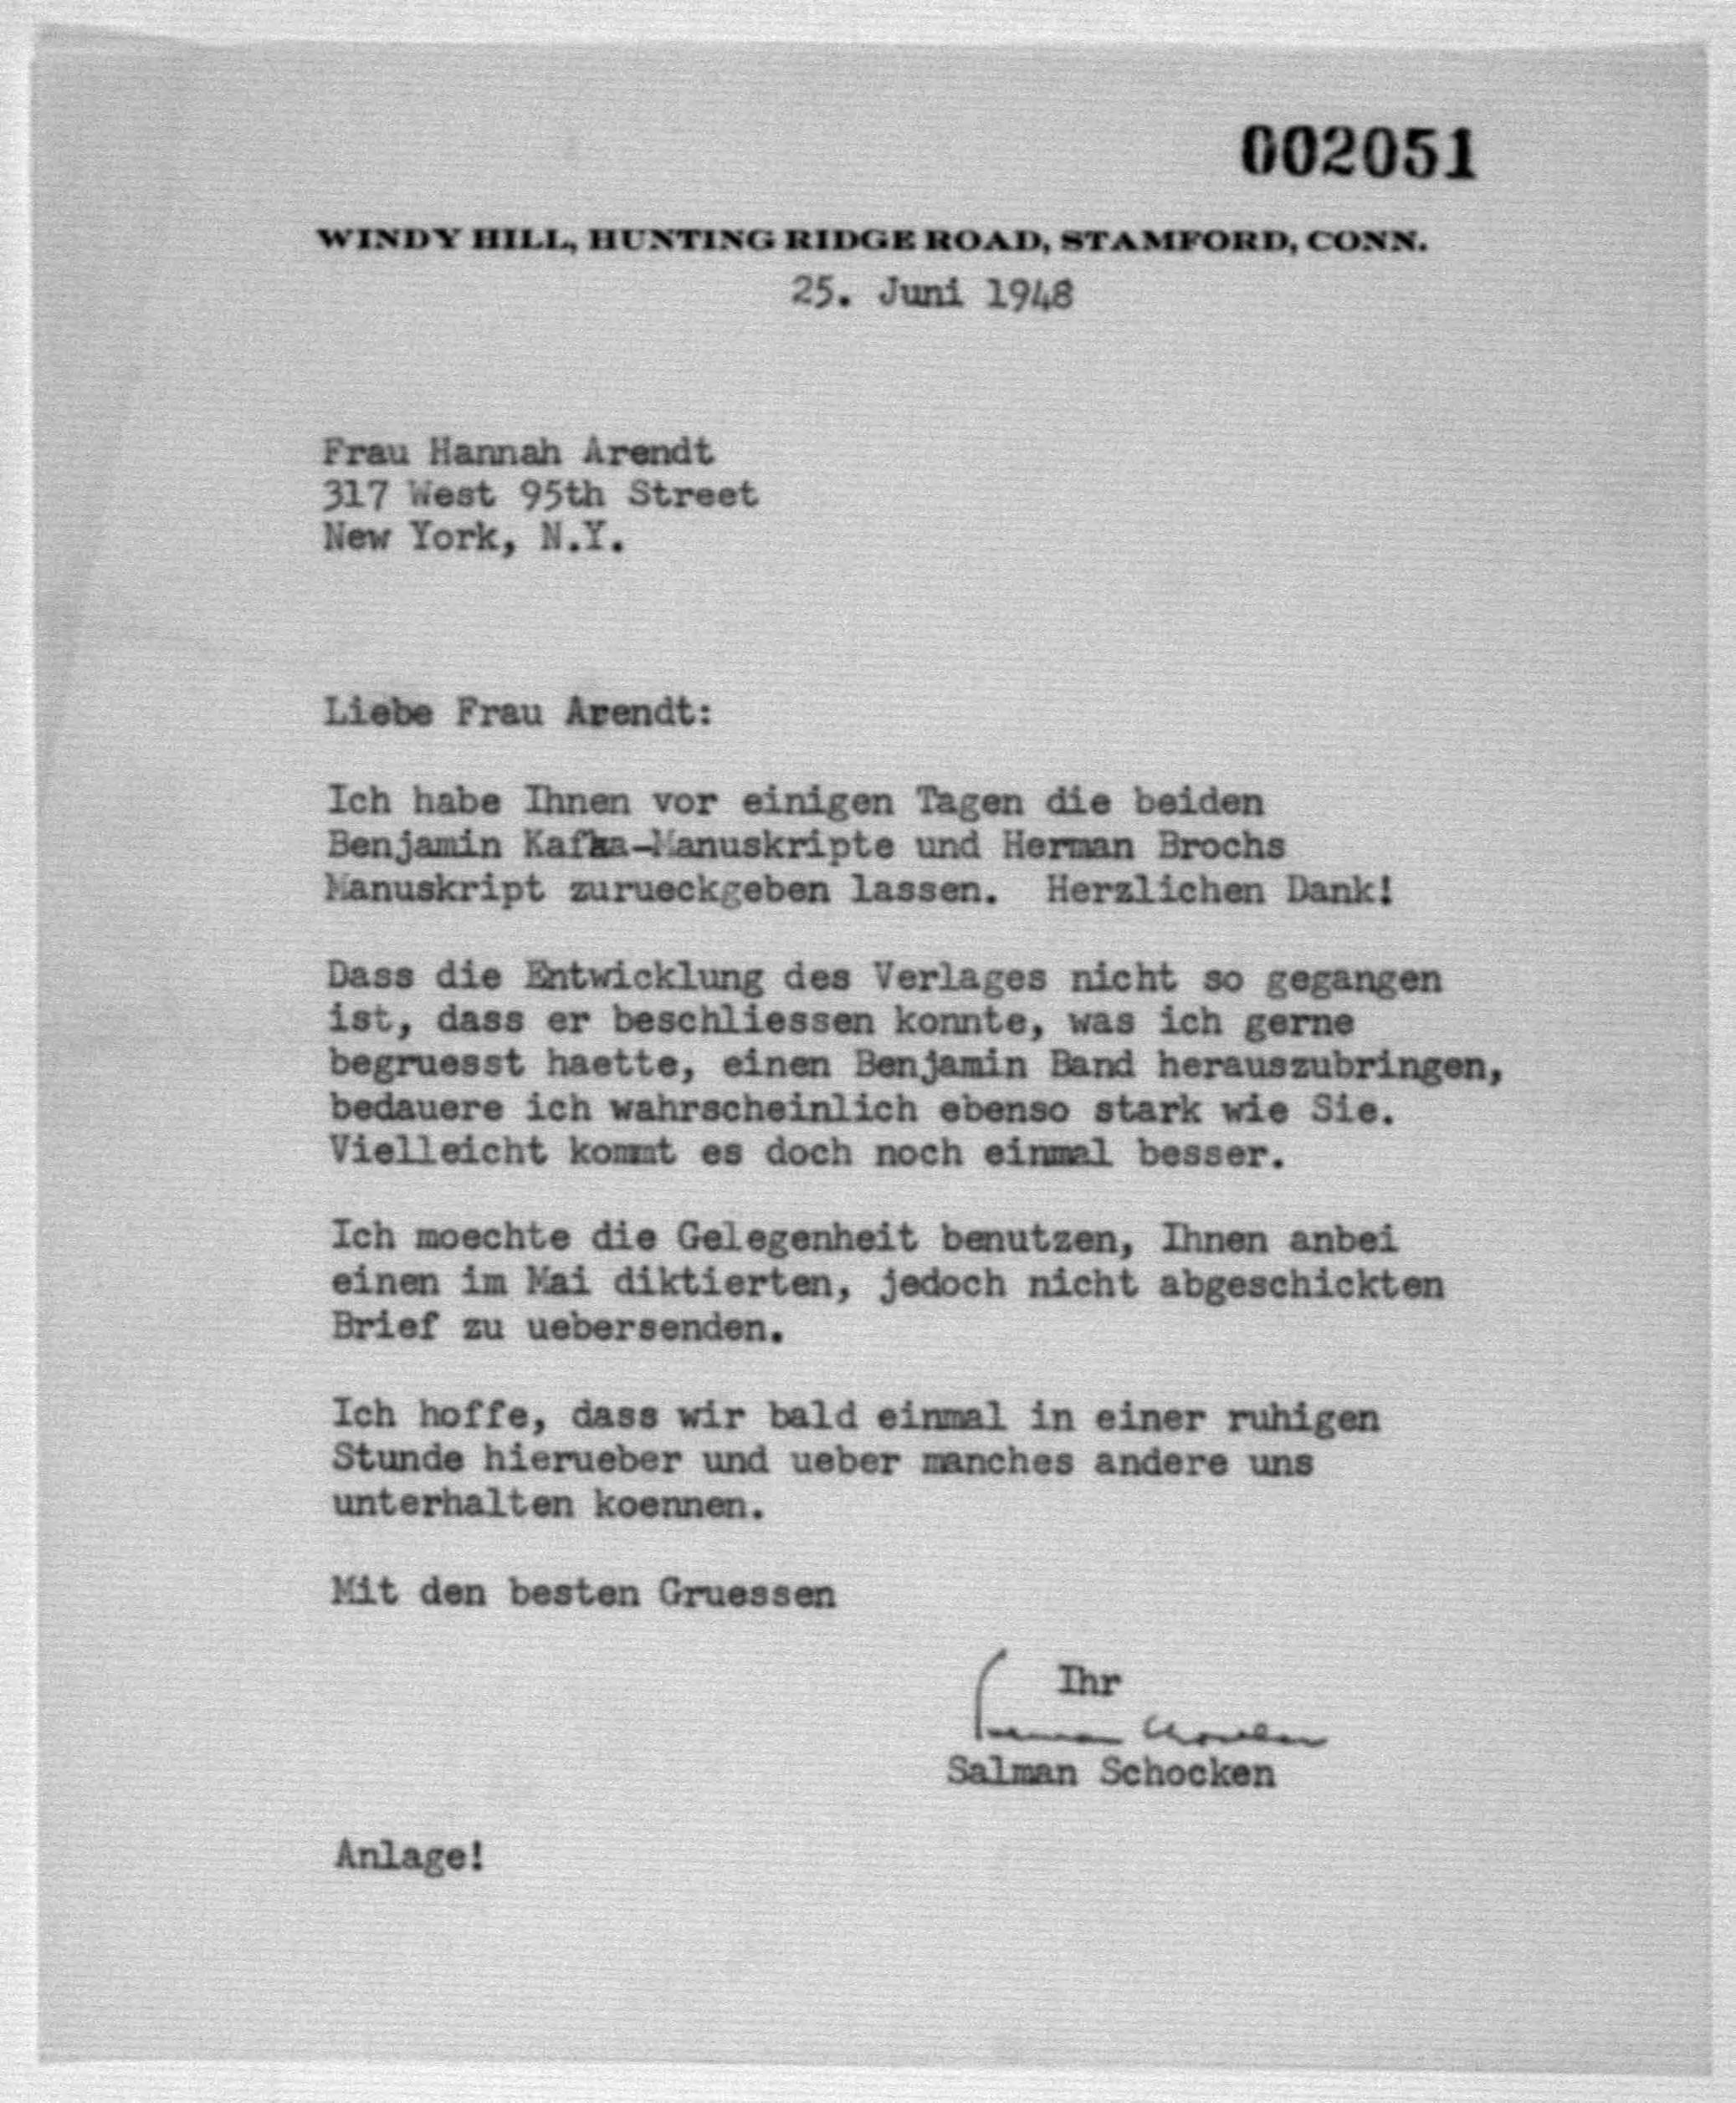 002051
WINDY HILL, HUNTING RIDGE ROAD, STAMFORD, CONN.
25. Juni 1948
Frau Hannah Arendt
317 West 95th Street
New York, N.Y.
Liebe Frau Arendt:
Ich habe Ihnen vor einigen Tagen die beiden
Benjamin Kafka-Manuskripte und Herman Brochs
Manuskript zurueckgeben lassen. Herzlichen Dank!
Dass die Entwicklung des Verlages nicht so gegangen
ist, dass er beschliessen konnte, was ich gerne
begruesst haette, einen Benjamin Band herauszubringen,
bedauere ich wahrscheinlich ebenso stark wie Sie.
Vielleicht kommt es doch noch einmal besser.
Ich moechte die Gelegenheit benutzen, Ihnen anbei
einen im Mai diktierten, jedoch nicht abgeschickten
Brief zu uebersenden.
Ich hoffe, dass wir bald einmal in einer ruhigen
Stunde hierueber und ueber manches andere uns
unterhalten koennen.
Mit den besten Gruessen
Ihr
Salman Schocken
Anlage!